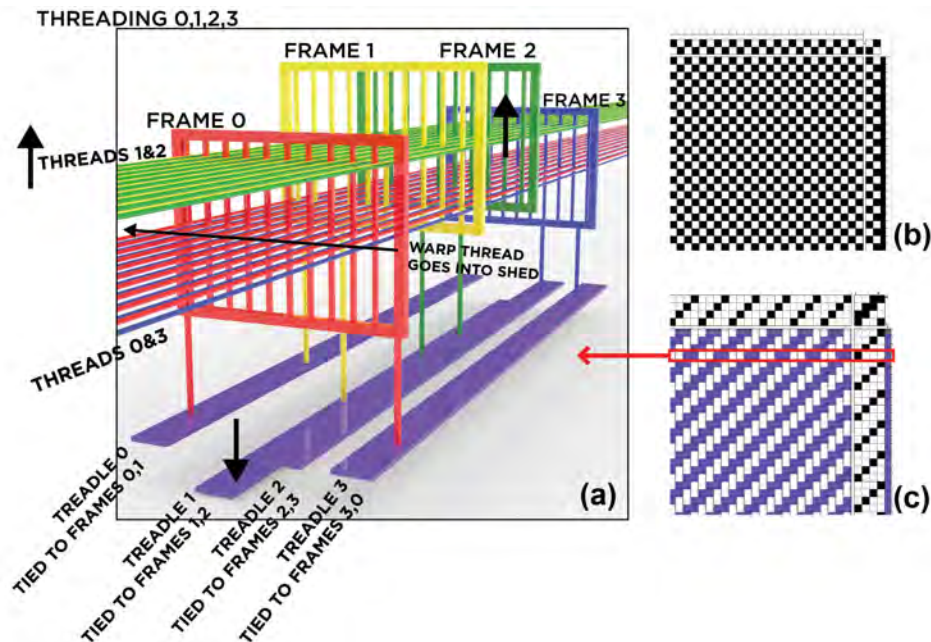 THREADING 0,1,2,3
FRAME 1
FRAME 2
FRAME 3
FRAME 0
THREADS 1&2
WARP THREAD
GOES INTO SHED
THREADS 0&3
TREADLE 0
TIED TO FRAMES 0,1
TREADLE 1
TIED TO FRAMES 1,2
TREADLE 2
TIED TO FRAMES 2,3
TREADLE 3
TIED TO FRAMES 3,0
(a)
(b)
(c)